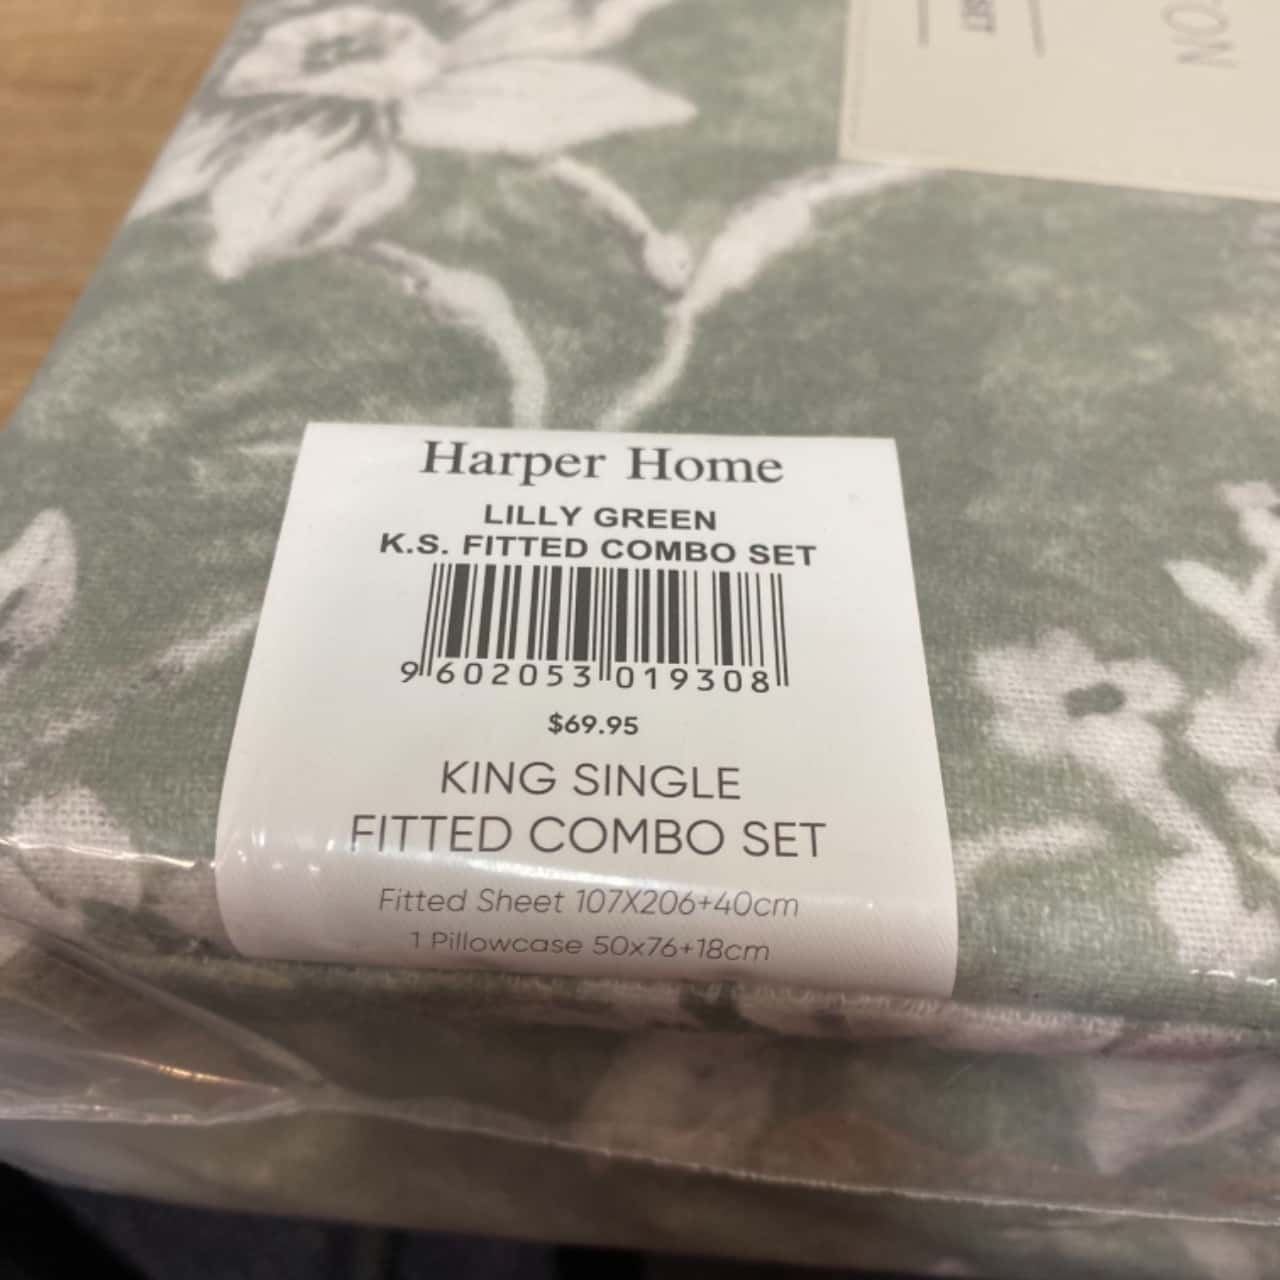 SET
Harper Home
LILLY GREEN
K.S. FITTED COMBO SET
9 602053 019308
$69.95
KING SINGLE
FITTED COMBO SET
Fitted Sheet 107X206+40cm
1 Pillowcase 50x76+18cm